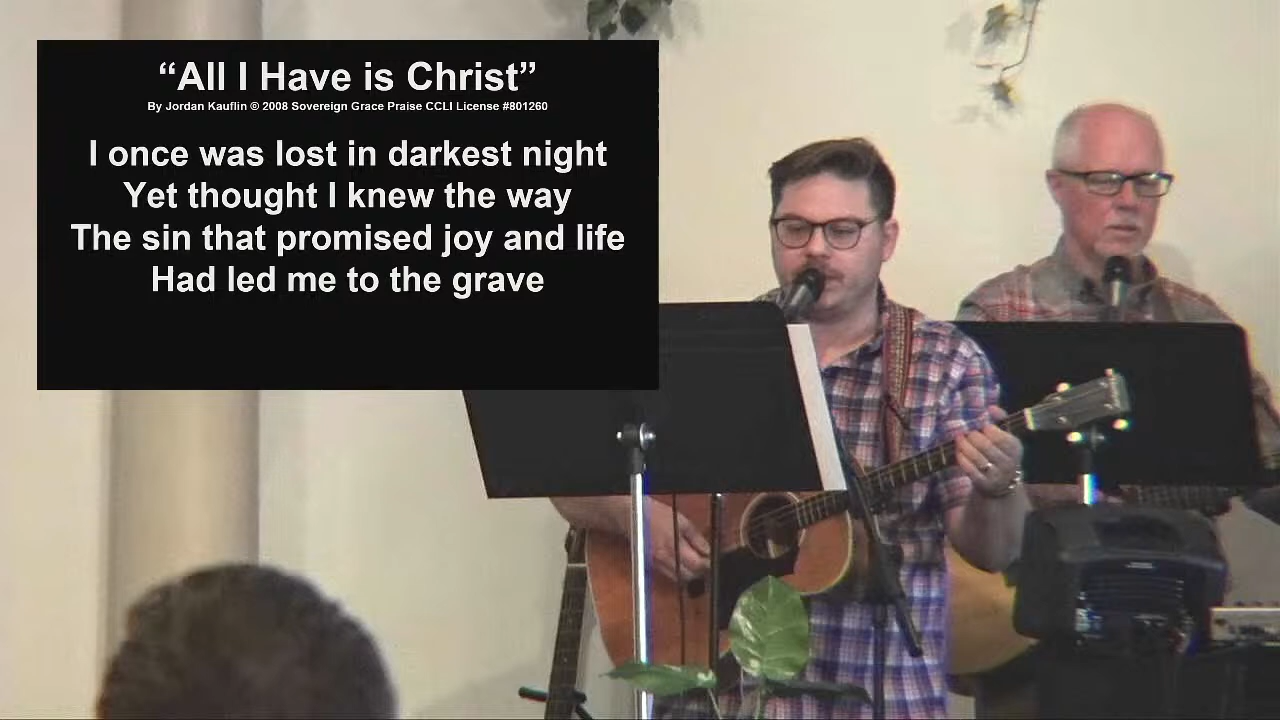 “All I Have is Christ”
By Jordan Kauflin © 2008 Sovereign Grace Praise CCLI License #801260
I once was lost in darkest night
Yet thought I knew the way
The sin that promised joy and life
Had led me to the grave